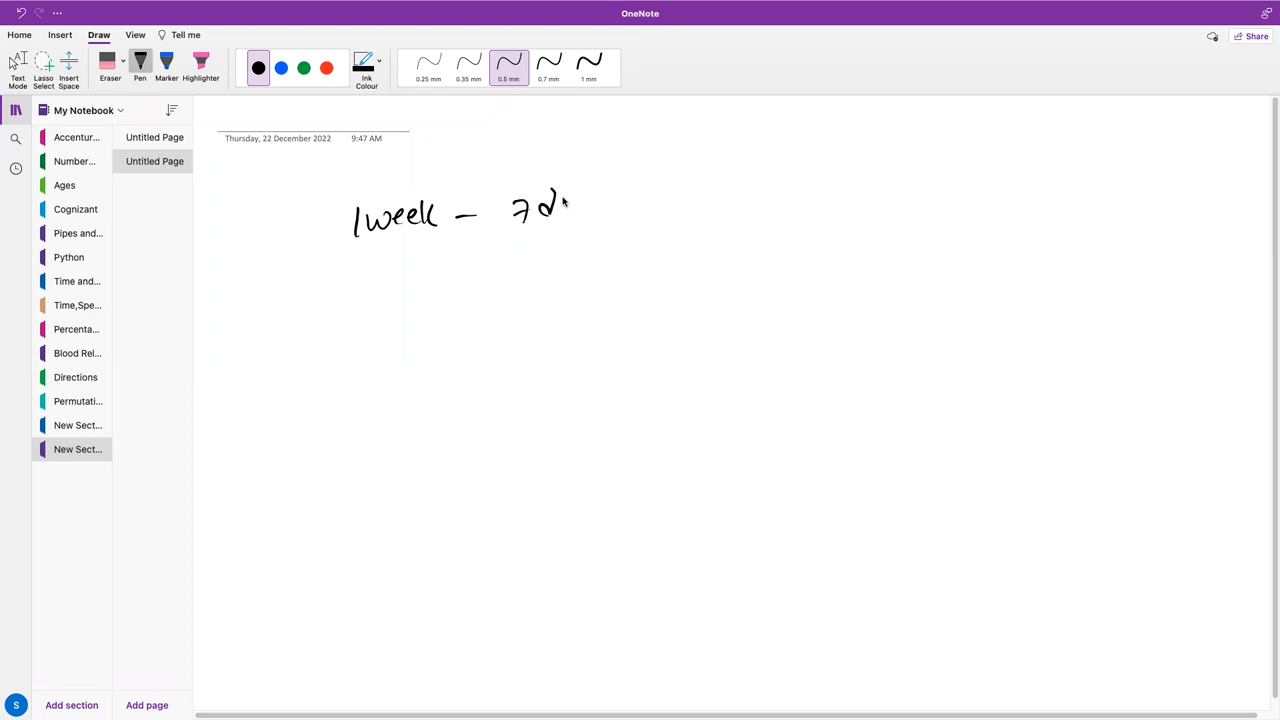 OneNote
Home Insert Draw View Tell me Share
Text Mode Lasso Select Insert Space Eraser Pen Marker Highlighter Ink Colour 0.25 mm 0.35 mm 0.5 mm 0.7 mm 1 mm
My Notebook
Accentur... Untitled Page
Number... Untitled Page
Ages
Cognizant
Pipes and...
Python
Time and...
Time,Spe...
Percenta...
Blood Rel...
Directions
Permutati...
New Sect...
New Sect...
Thursday, 22 December 2022 9:47 AM
1 week - 7 d
S Add section Add page